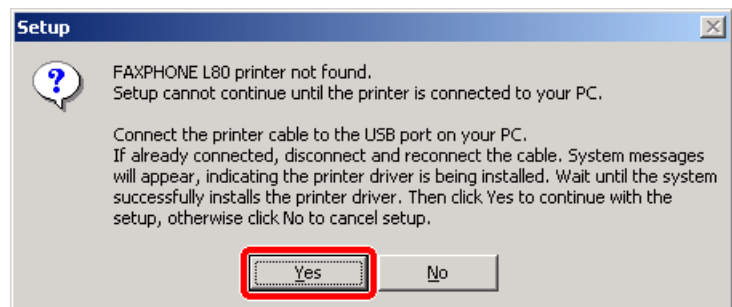 Setup
FAXPHONE L80 printer not found.
Setup cannot continue until the printer is connected to your PC.
Connect the printer cable to the USB port on your PC.
If already connected, disconnect and reconnect the cable. System messages
will appear, indicating the printer driver is being installed. Wait until the system
successfully installs the printer driver. Then click Yes to continue with the
setup, otherwise click No to cancel setup.
Yes No